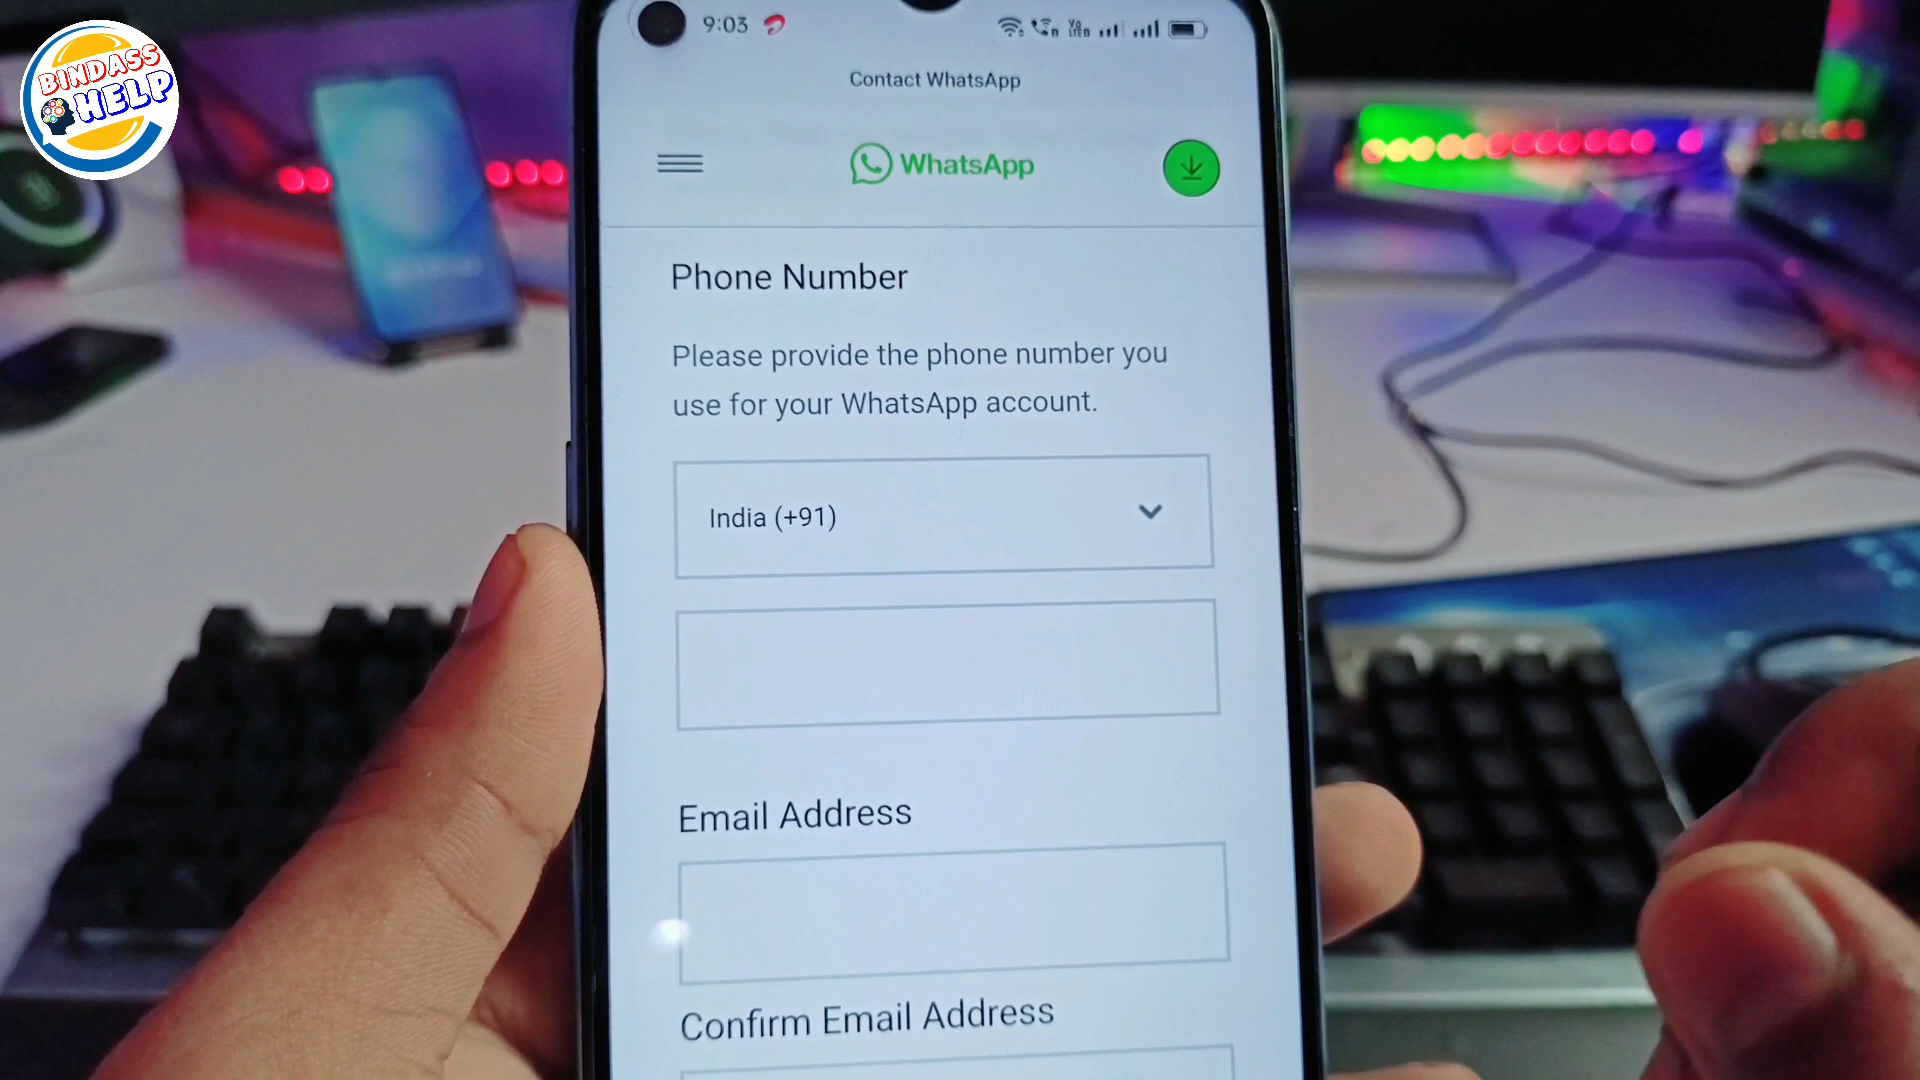 BINDASS
HELP
9:03
Contact WhatsApp
WhatsApp
Phone Number
Please provide the phone number you
use for your WhatsApp account.
India (+91)
Email Address
Confirm Email Address